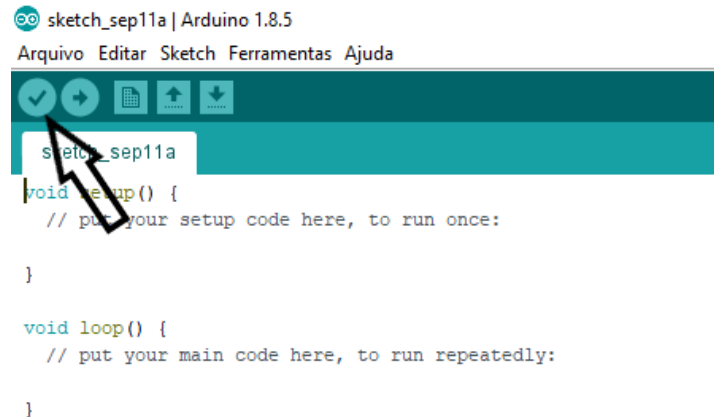 sketch_sep11a | Arduino 1.8.5
Arquivo Editar Sketch Ferramentas Ajuda
sketch_sep11a
void setup() {
// put your setup code here, to run once:
}
void loop() {
// put your main code here, to run repeatedly:
}